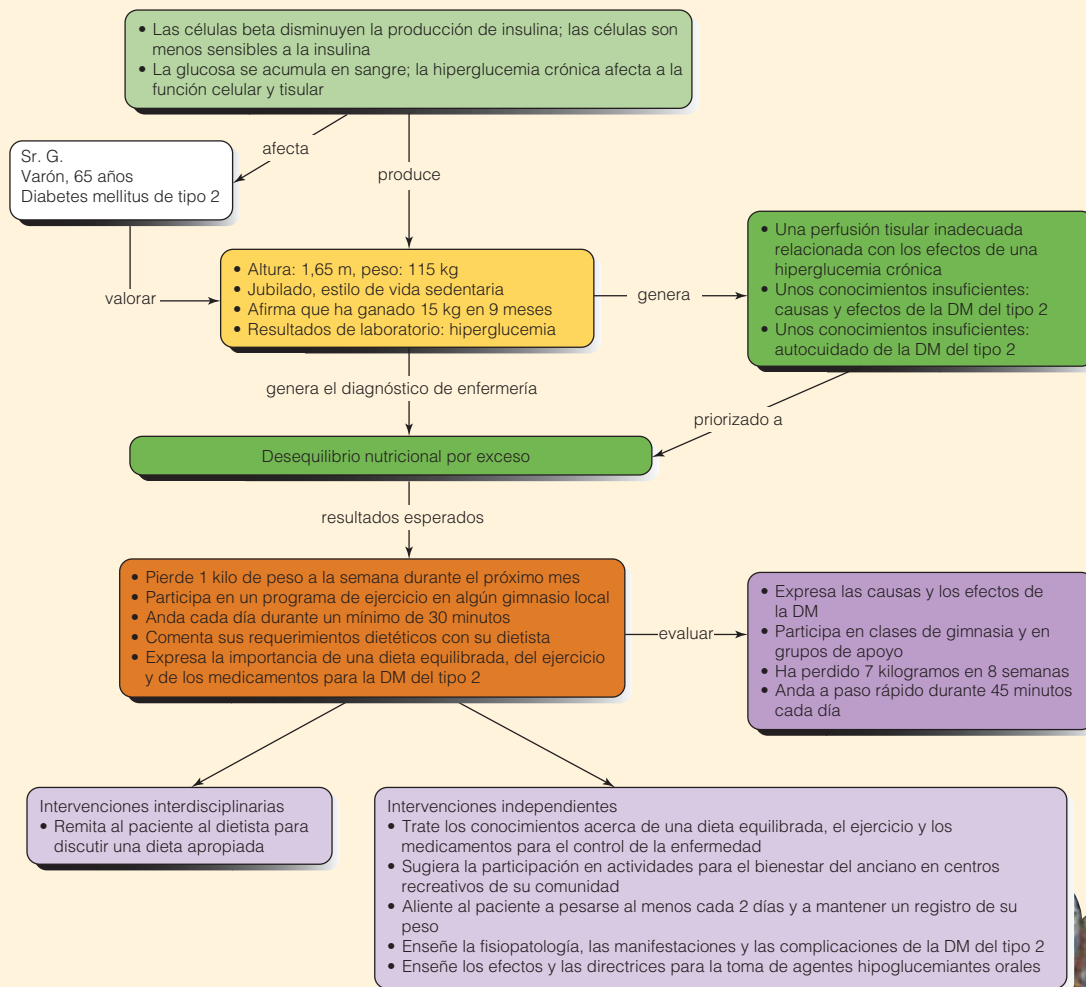 • Las células beta disminuyen la producción de insulina; las células son
menos sensibles a la insulina
• La glucosa se acumula en sangre; la hiperglucemia crónica afecta a la
función celular y tisular
afecta
produce
Sr. G.
Varón, 65 años
Diabetes mellitus de tipo 2
valorar
• Altura: 1,65 m, peso: 115 kg
• Jubilado, estilo de vida sedentaria
• Afirma que ha ganado 15 kg en 9 meses
• Resultados de laboratorio: hiperglucemia
genera
• Una perfusión tisular inadecuada
relacionada con los efectos de una
hiperglucemia crónica
• Unos conocimientos insuficientes:
causas y efectos de la DM del tipo 2
• Unos conocimientos insuficientes:
autocuidado de la DM del tipo 2
genera el diagnóstico de enfermería
priorizado a
Desequilibrio nutricional por exceso
resultados esperados
• Pierde 1 kilo de peso a la semana durante el próximo mes
• Participa en un programa de ejercicio en algún gimnasio local
• Anda cada día durante un mínimo de 30 minutos
• Comenta sus requerimientos dietéticos con su dietista
• Expresa la importancia de una dieta equilibrada, del ejercicio
y de los medicamentos para la DM del tipo 2
evaluar
• Expresa las causas y los efectos de
la DM
• Participa en clases de gimnasia y en
grupos de apoyo
• Ha perdido 7 kilogramos en 8 semanas
• Anda a paso rápido durante 45 minutos
cada día
Intervenciones interdisciplinarias
• Remita al paciente al dietista para
discutir una dieta apropiada
Intervenciones independientes
• Trate los conocimientos acerca de una dieta equilibrada, el ejercicio y los
medicamentos para el control de la enfermedad
• Sugiera la participación en actividades para el bienestar del anciano en centros
recreativos de su comunidad
• Aliente al paciente a pesarse al menos cada 2 días y a mantener un registro de su
peso
• Enseñe la fisiopatología, las manifestaciones y las complicaciones de la DM del tipo 2
• Enseñe los efectos y las directrices para la toma de agentes hipoglucemiantes orales